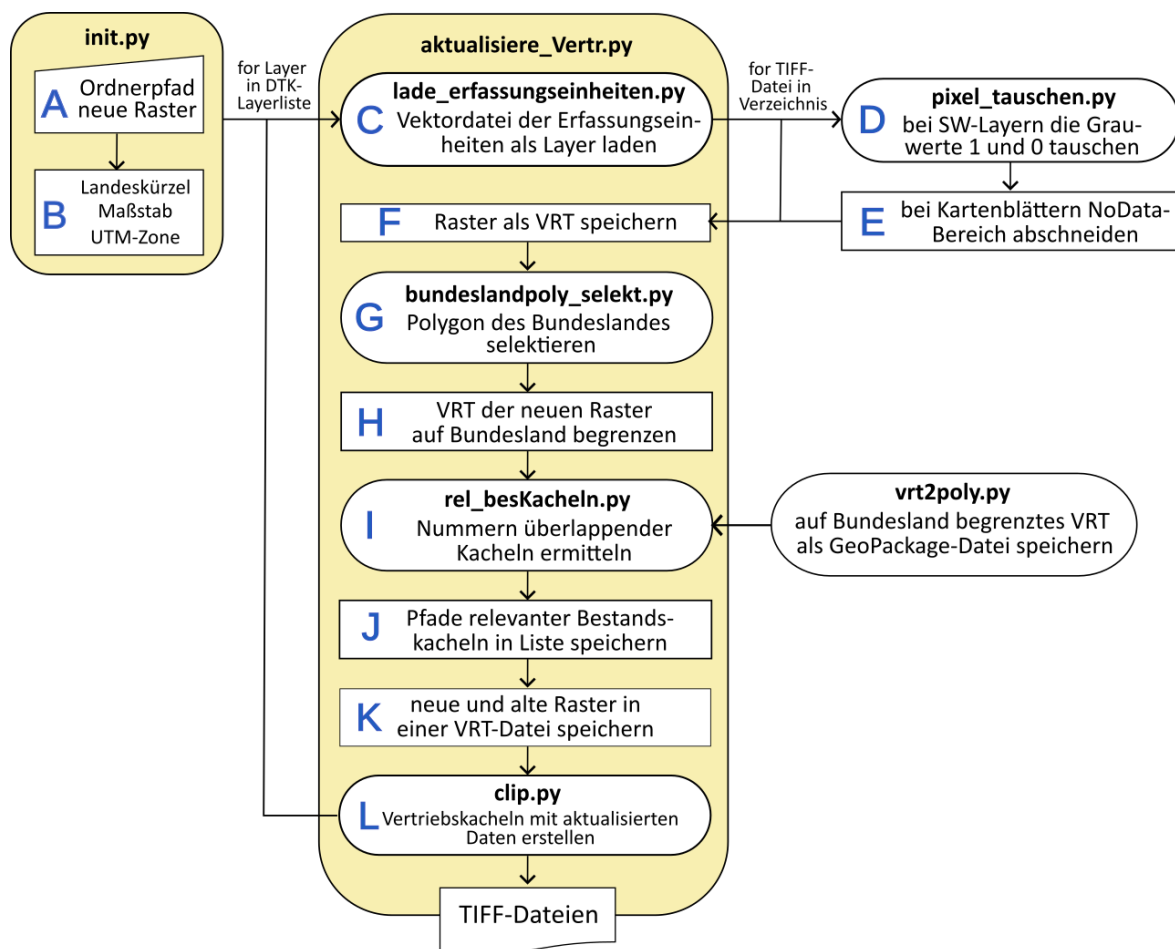 init.py
A
Ordnerpfad
neue Raster
B
Landeskürzel
Maßstab
UTM-Zone
for Layer
in DTK-
Layerliste
aktualisiere_Vertr.py
C
lade_erfassungseinheiten.py
Vektordatei der Erfassungsein-
heiten als Layer laden
for TIFF-
Datei in
Verzeichnis
D
pixel_tauschen.py
bei SW-Layern die Grau-
werte 1 und 0 tauschen
E
bei Kartenblättern NoData-
Bereich abschneiden
F
Raster als VRT speichern
G
bundeslandpoly_selekt.py
Polygon des Bundeslandes
selektieren
H
VRT der neuen Raster
auf Bundesland begrenzen
I
rel_besKacheln.py
Nummern überlappender
Kacheln ermitteln
vrt2poly.py
auf Bundesland begrenztes VRT
als GeoPackage-Datei speichern
J
Pfade relevanter Bestands-
kacheln in Liste speichern
K
neue und alte Raster in
einer VRT-Datei speichern
L
clip.py
Vertriebskacheln mit aktualisierten
Daten erstellen
TIFF-Dateien